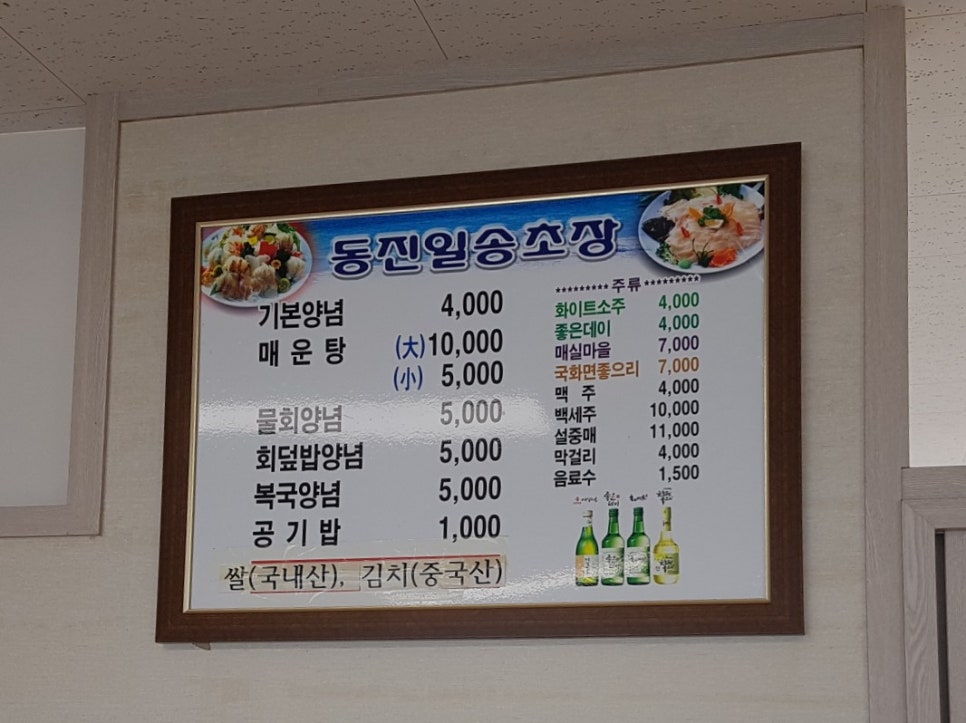 동진일송초장
기본양념 4,000
매운탕 (大) 10,000
(小) 5,000
물회양념 5,000
회덮밥양념 5,000
복국양념 5,000
공기밥 1,000
쌀(국내산), 김치(중국산)
********* 주류 *********
화이트소주 4,000
좋은데이 4,000
매실마을 7,000
국화면좋으리 7,000
맥주 4,000
백세주 10,000
설중매 11,000
막걸리 4,000
음료수 1,500